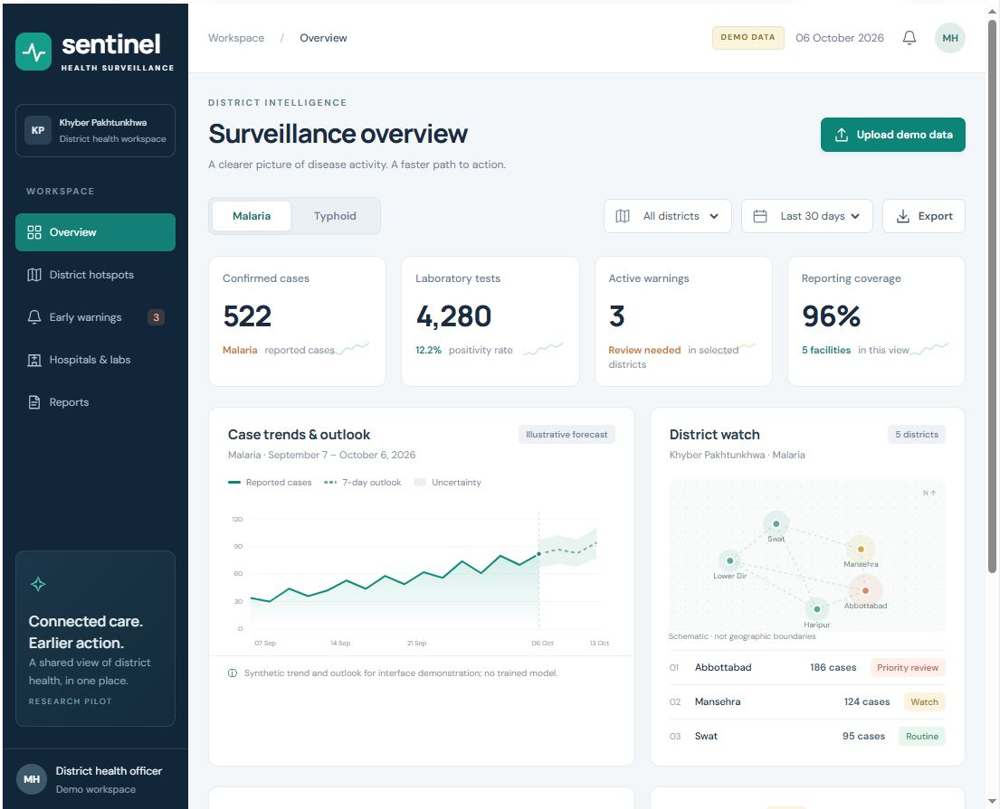 sentinel
HEALTH SURVEILLANCE
KP
Khyber Pakhtunkhwa
District health workspace
WORKSPACE
Overview
District hotspots
Early warnings 3
Hospitals & labs
Reports
Connected care.
Earlier action.
A shared view of district
health, in one place.
RESEARCH PILOT
MH
District health officer
Demo workspace
Workspace / Overview
DEMO DATA 06 October 2026 MH
DISTRICT INTELLIGENCE
Surveillance overview
A clearer picture of disease activity. A faster path to action.
Upload demo data
Malaria Typhoid
All districts Last 30 days Export
Confirmed cases
522
Malaria reported cases
Laboratory tests
4,280
12.2% positivity rate
Active warnings
3
Review needed in selected
districts
Reporting coverage
96%
5 facilities in this view
Case trends & outlook
Illustrative forecast
Malaria · September 7 – October 6, 2026
Reported cases 7-day outlook Uncertainty
120
90
60
30
0
07 Sep 14 Sep 21 Sep 06 Oct 13 Oct
Synthetic trend and outlook for interface demonstration; no trained model.
District watch
5 districts
Khyber Pakhtunkhwa · Malaria
N ↑
Swat
Mansehra
Lower Dir
Abbottabad
Haripur
Schematic · not geographic boundaries
01 Abbottabad 186 cases Priority review
02 Mansehra 124 cases Watch
03 Swat 95 cases Routine